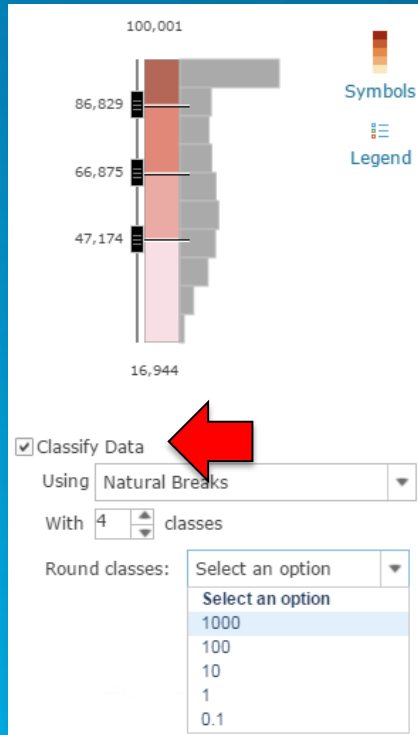 100,001
Symbols
86,829
Legend
66,875
47,174
16,944
Classify Data
Using Natural Breaks
With 4 classes
Round classes: Select an option
Select an option
1000
100
10
1
0.1